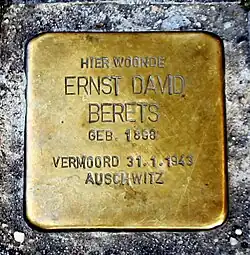 HIER WOONDE
ERNST DAVID
BERETS
GEB. 1868
VERMOORD 31.1.1943
AUSCHWITZ